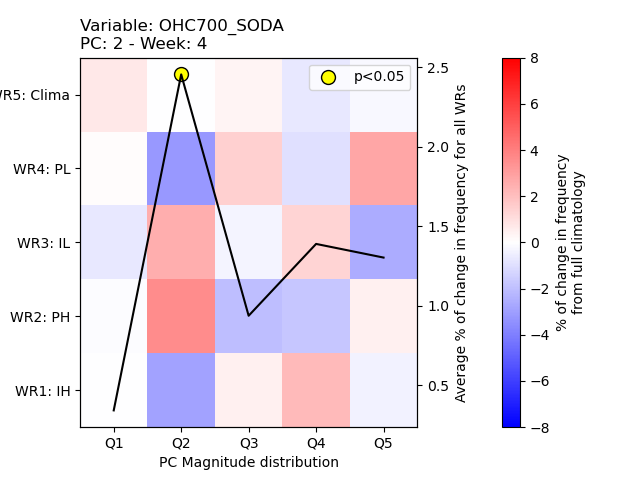 Variable: OHC700_SODA
PC: 2 - Week: 4
p<0.05
WR5: Clima
WR4: PL
WR3: IL
WR2: PH
WR1: IH
Q1 Q2 Q3 Q4 Q5
PC Magnitude distribution
2.5
2.0
1.5
1.0
0.5
Average % of change in frequency for all WRs
8
6
4
2
0
−2
−4
−6
−8
% of change in frequency
from full climatology